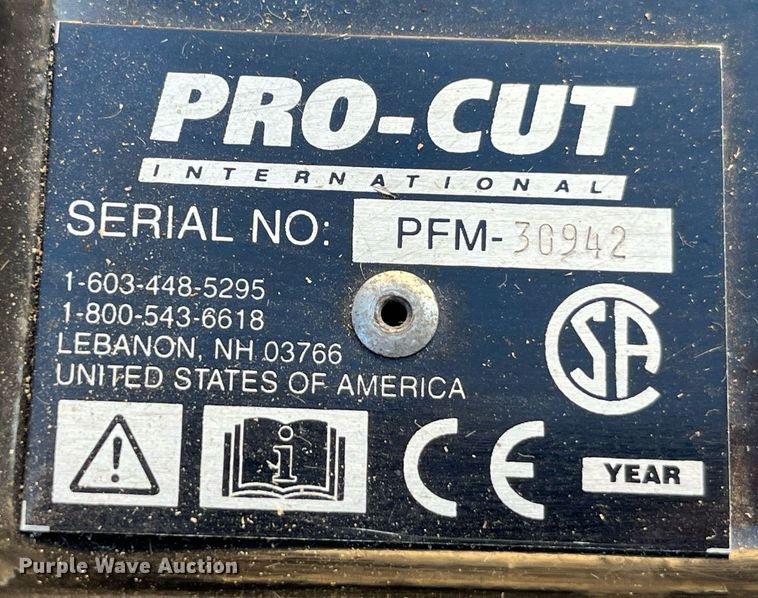 PRO-CUT
INTERNATIONAL
SERIAL NO: PFM-30942
1-603-448-5295
1-800-543-6618
LEBANON, NH 03766
UNITED STATES OF AMERICA
CSA
CE
YEAR
Purple Wave Auction